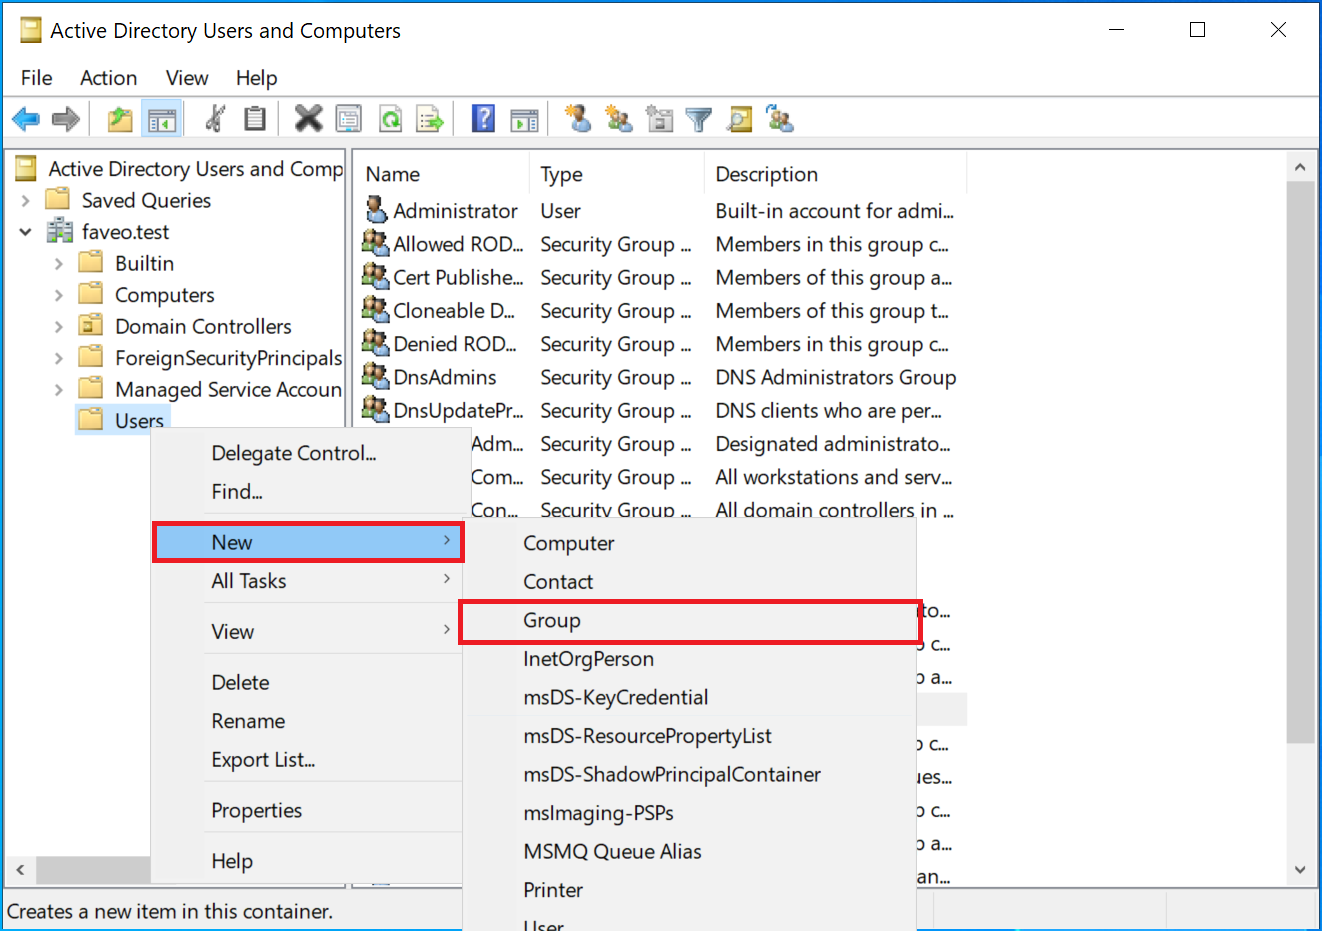 Active Directory Users and Computers
File Action View Help
Active Directory Users and Comp
Saved Queries
faveo.test
Builtin
Computers
Domain Controllers
ForeignSecurityPrincipals
Managed Service Accoun
Users
Name Type Description
Administrator User Built-in account for admi...
Allowed ROD... Security Group ... Members in this group c...
Cert Publishe... Security Group ... Members of this group a...
Cloneable D... Security Group ... Members of this group t...
Denied ROD... Security Group ... Members in this group c...
DnsAdmins Security Group ... DNS Administrators Group
DnsUpdatePr... Security Group ... DNS clients who are per...
Adm... Security Group ... Designated administrato...
Com... Security Group ... All workstations and serv...
Con... Security Group ... All domain controllers in ...
to...
c...
a...
c...
ues...
c...
a...
an...
Delegate Control...
Find...
New
All Tasks
View
Delete
Rename
Export List...
Properties
Help
Computer
Contact
Group
InetOrgPerson
msDS-KeyCredential
msDS-ResourcePropertyList
msDS-ShadowPrincipalContainer
msImaging-PSPs
MSMQ Queue Alias
Printer
User
Creates a new item in this container.